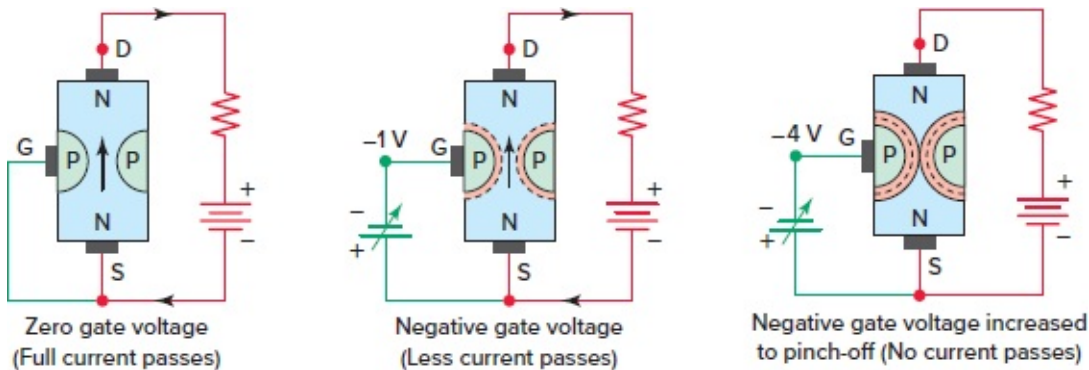 D
N
G
P
P
N
+
−
S
Zero gate voltage
(Full current passes)
D
N
−1 V
G
P
P
N
−
+
+
−
S
Negative gate voltage
(Less current passes)
D
N
−4 V
G
P
P
N
−
+
+
−
S
Negative gate voltage increased
to pinch-off (No current passes)